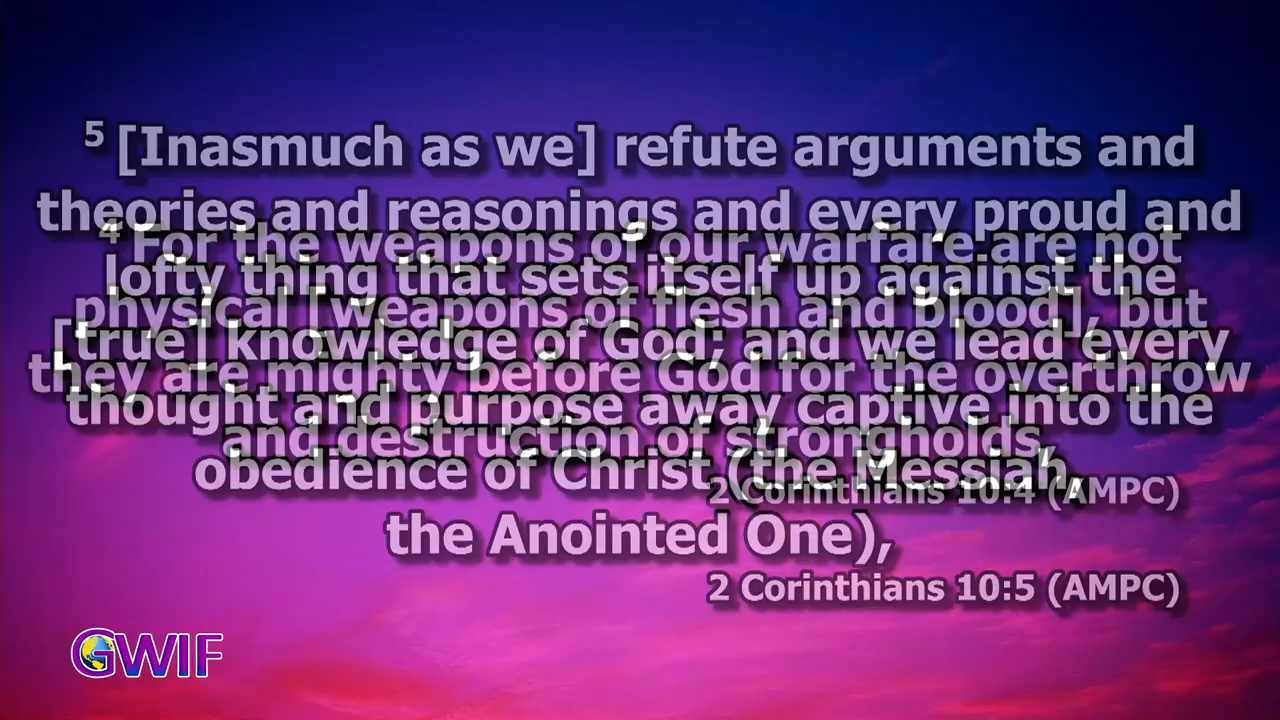 5 [Inasmuch as we] refute arguments and
theories and reasonings and every proud and
lofty thing that sets itself up against the
[true] knowledge of God; and we lead every
thought and purpose away captive into the
obedience of Christ (the Messiah,
the Anointed One),
2 Corinthians 10:5 (AMPC)
4 For the weapons of our warfare are not
physical [weapons of flesh and blood], but
they are mighty before God for the overthrow
and destruction of strongholds,
2 Corinthians 10:4 (AMPC)
GWIF